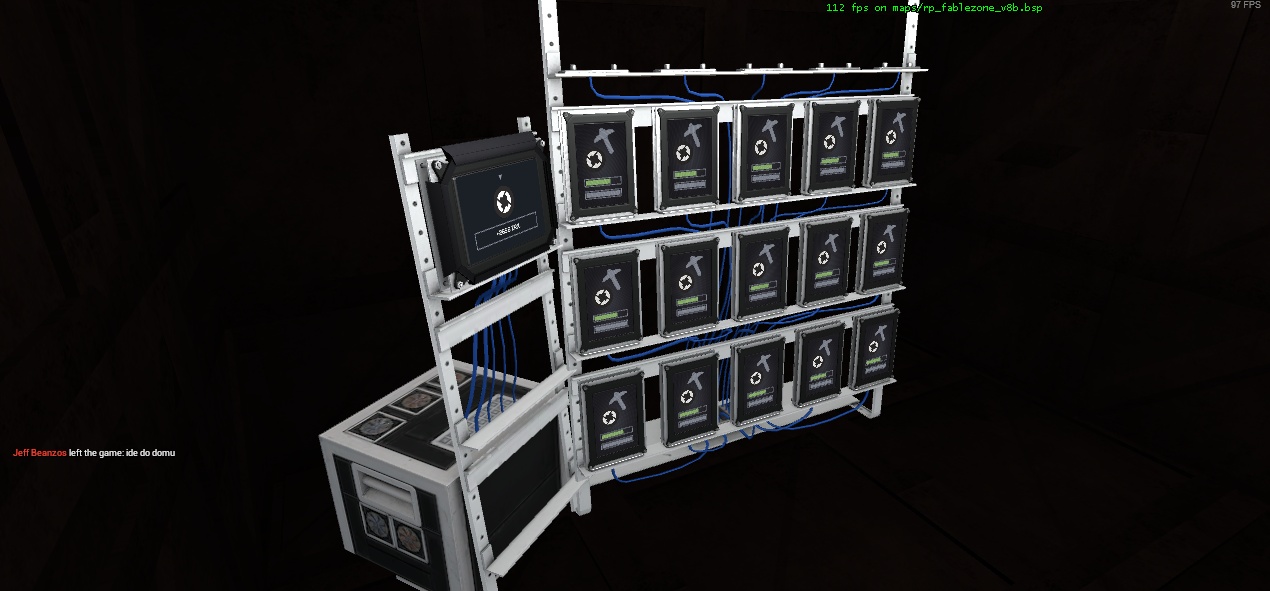 112 fps on maps/rp_fablezone_v8b.bsp
97 FPS
Jeff Beanzos left the game: ide do domu